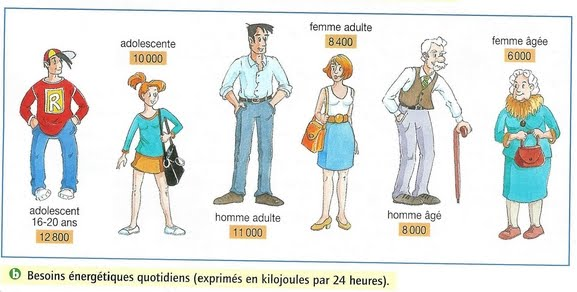 R
adolescent
16-20 ans
12 800
adolescente
10 000
homme adulte
11 000
femme adulte
8 400
homme âgé
8 000
femme âgée
6 000
b Besoins énergétiques quotidiens (exprimés en kilojoules par 24 heures).